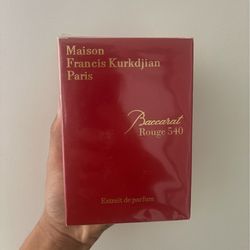 Maison
Francis Kurkdjian
Paris
Baccarat
Rouge 540
Extrait de parfum